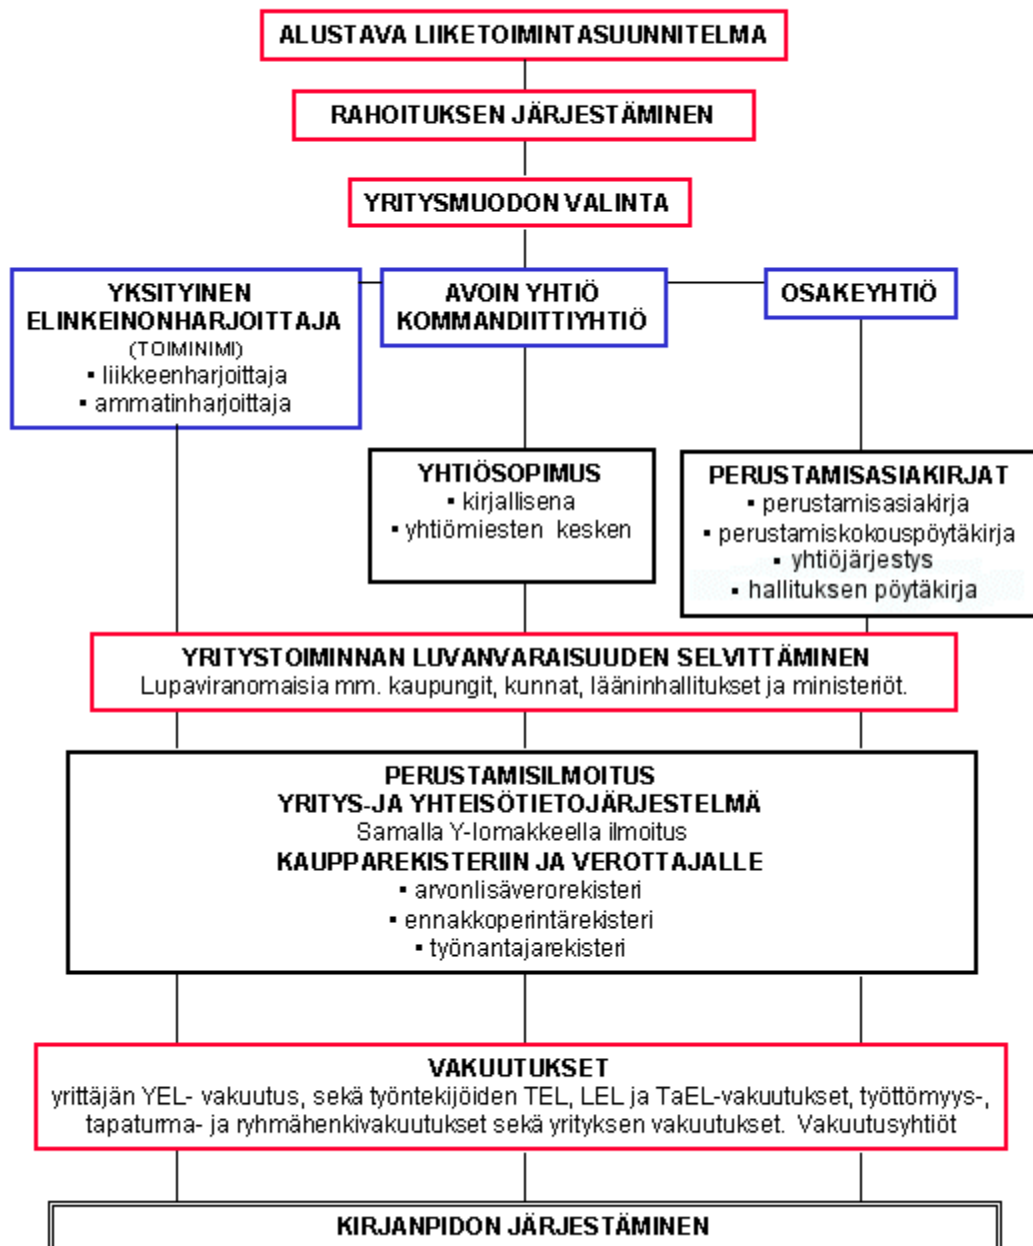 ALUSTAVA LIIKETOIMINTASUUNNITELMA
RAHOITUKSEN JÄRJESTÄMINEN
YRITYSMUODON VALINTA
YKSITYINEN
ELINKEINONHARJOITTAJA
(TOIMINIMI)
▪ liikkeenharjoittaja
▪ ammatinharjoittaja
AVOIN YHTIÖ
KOMMANDIITTIYHTIÖ
OSAKEYHTIÖ
YHTIÖSOPIMUS
▪ kirjallisena
▪ yhtiömiesten kesken
PERUSTAMISASIAKIRJAT
▪ perustamisasiakirja
▪ perustamiskokouspöytäkirja
▪ yhtiöjärjestys
▪ hallituksen pöytäkirja
YRITYSTOIMINNAN LUVANVARAISUUDEN SELVITTÄMINEN
Lupaviranomaisia mm. kaupungit, kunnat, lääninhallitukset ja ministeriöt.
PERUSTAMISILMOITUS
YRITYS-JA YHTEISÖTIETOJÄRJESTELMÄ
Samalla Y-lomakkeella ilmoitus
KAUPPAREKISTERIIN JA VEROTTAJALLE
▪ arvonlisäverorekisteri
▪ ennakkoperintärekisteri
▪ työnantajarekisteri
VAKUUTUKSET
yrittäjän YEL- vakuutus, sekä työntekijöiden TEL, LEL ja TaEL-vakuutukset, työttömyys-,
tapaturma- ja ryhmähenkivakuutukset sekä yrityksen vakuutukset. Vakuutusyhtiöt
KIRJANPIDON JÄRJESTÄMINEN